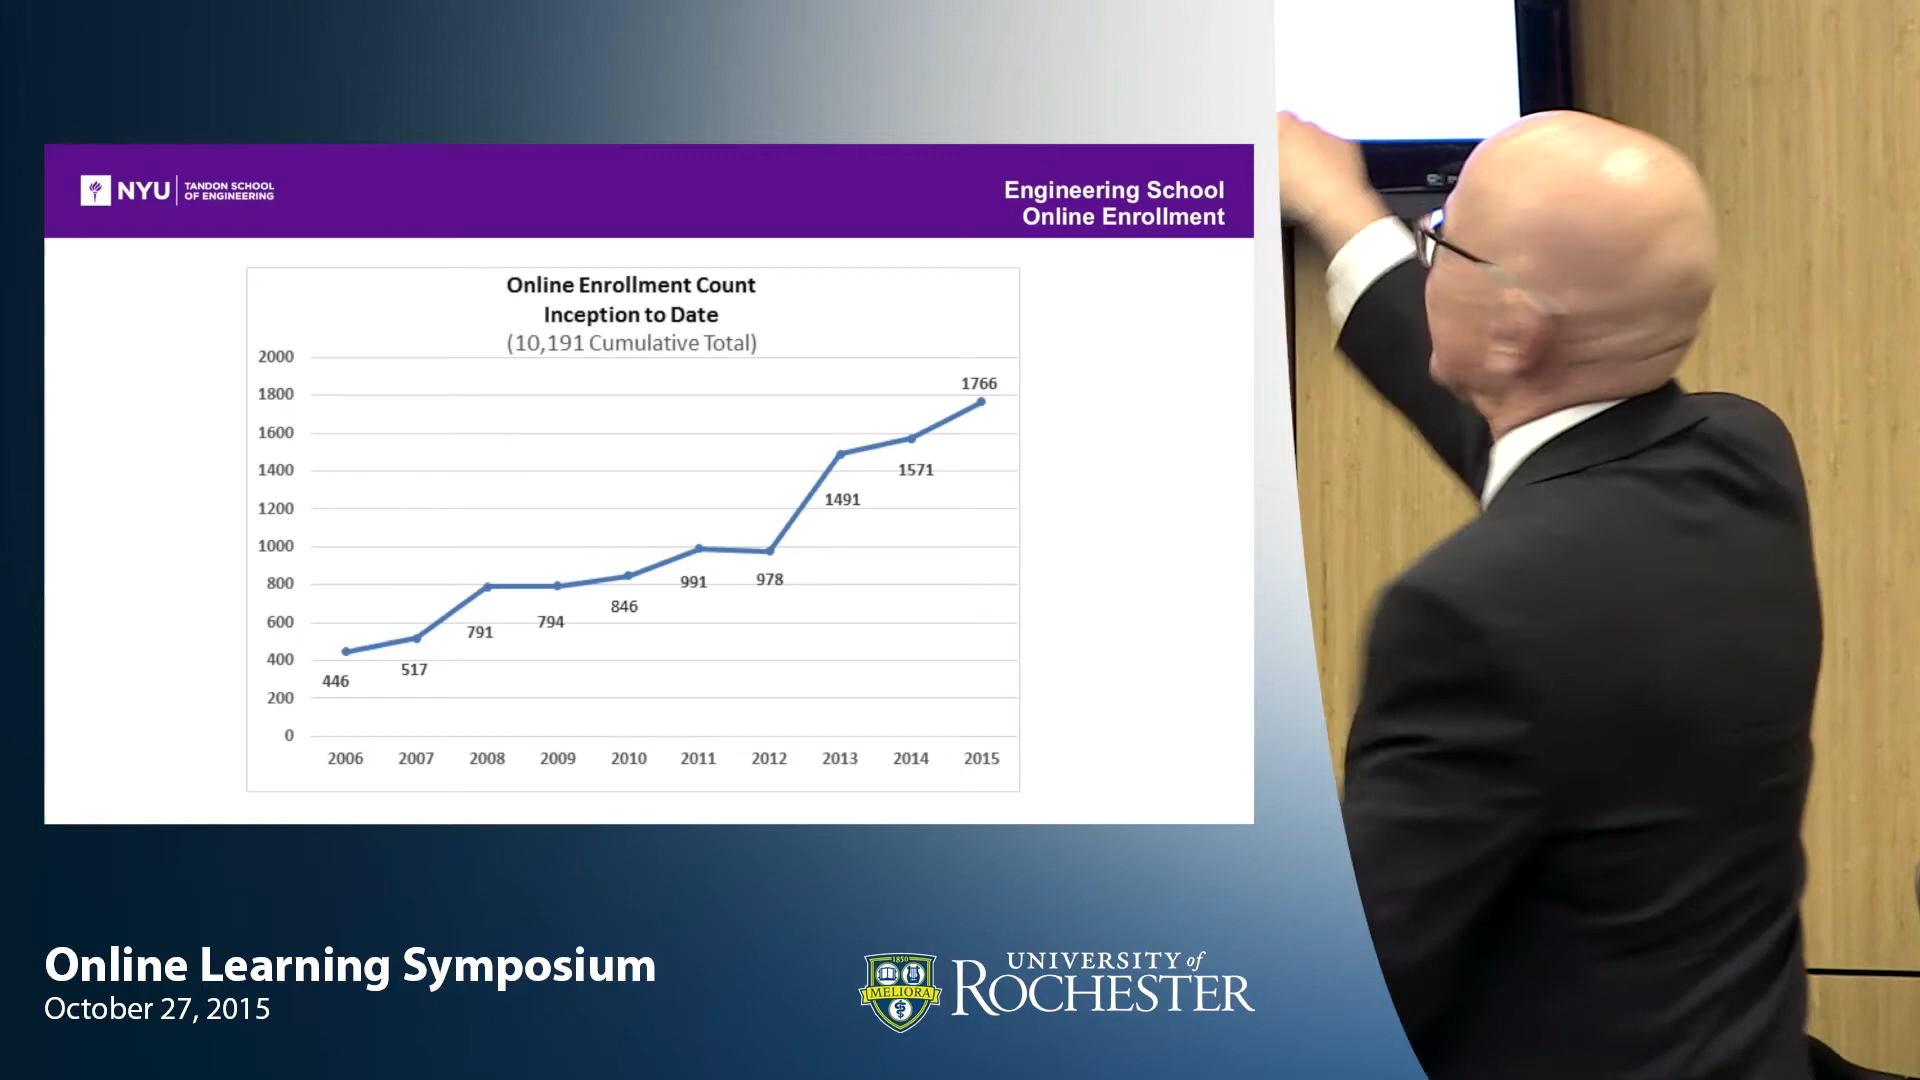 NYU
TANDON SCHOOL
OF ENGINEERING
Engineering School
Online Enrollment
Online Enrollment Count
Inception to Date
(10,191 Cumulative Total)
2000
1800
1600
1400
1200
1000
800
600
400
200
0
446
517
791
794
846
991
978
1491
1571
1766
2006 2007 2008 2009 2010 2011 2012 2013 2014 2015
Online Learning Symposium
October 27, 2015
1850
MELIORA
UNIVERSITY of
ROCHESTER